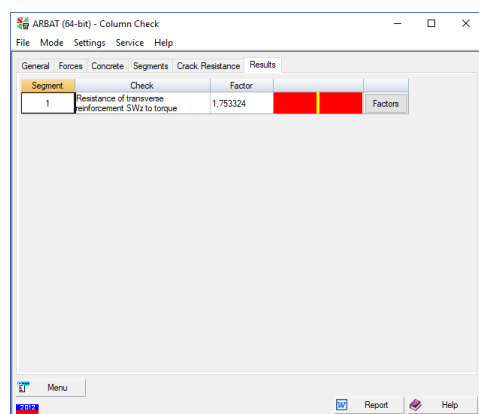 ARBAT (64-bit) - Column Check
File Mode Settings Service Help
General Forces Concrete Segments Crack Resistance Results
Segment Check Factor
1 Resistance of transverse reinforcement SWz to torque 1,753324 Factors
Menu
2012
Report Help